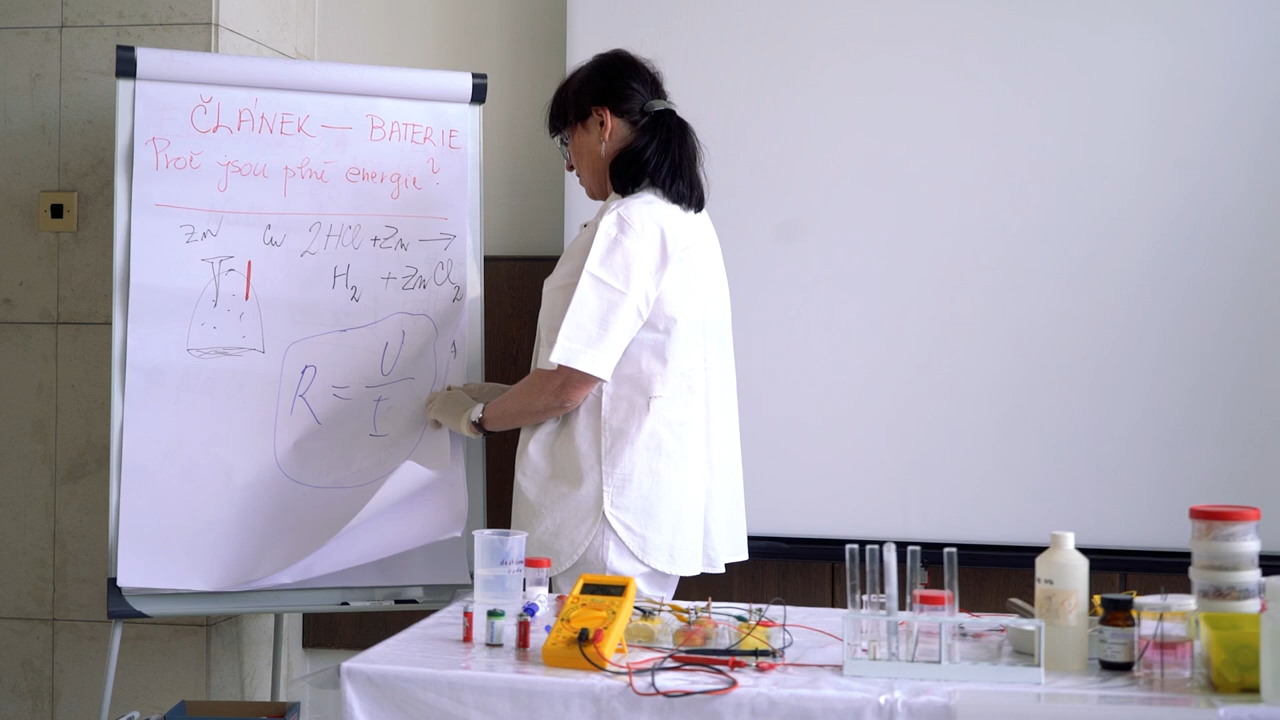 ČLÁNEK — BATERIE
Proč jsou plné energie?
Zn Cu 2HCl + Zn →
H₂ + ZnCl₂
R = U
I